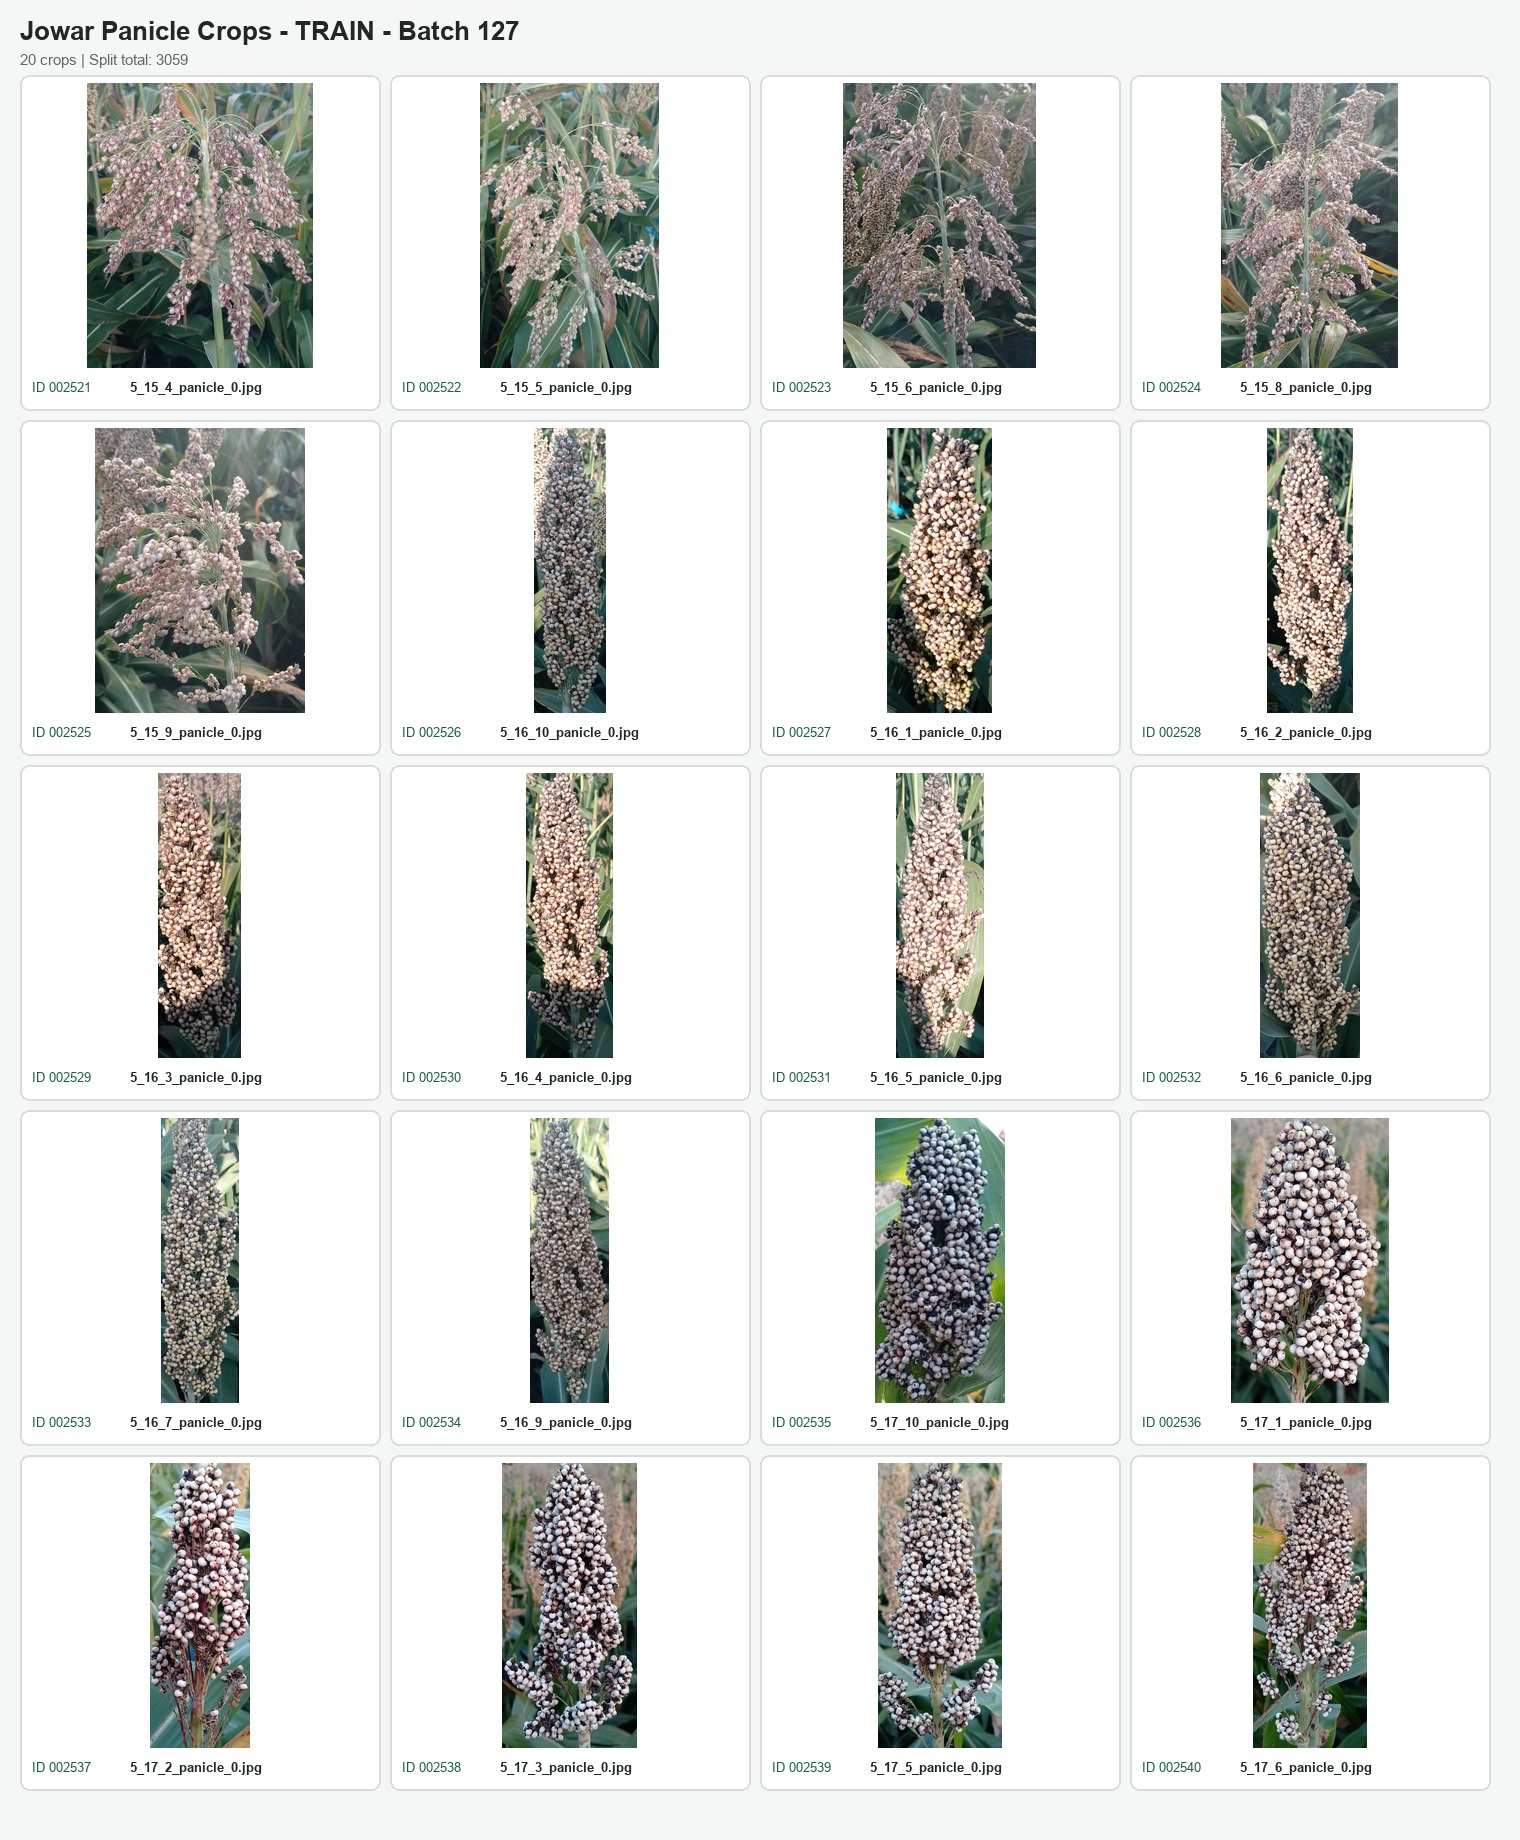 Jowar Panicle Crops - TRAIN - Batch 127
20 crops | Split total: 3059
ID 002521 5_15_4_panicle_0.jpg
ID 002522 5_15_5_panicle_0.jpg
ID 002523 5_15_6_panicle_0.jpg
ID 002524 5_15_8_panicle_0.jpg
ID 002525 5_15_9_panicle_0.jpg
ID 002526 5_16_10_panicle_0.jpg
ID 002527 5_16_1_panicle_0.jpg
ID 002528 5_16_2_panicle_0.jpg
ID 002529 5_16_3_panicle_0.jpg
ID 002530 5_16_4_panicle_0.jpg
ID 002531 5_16_5_panicle_0.jpg
ID 002532 5_16_6_panicle_0.jpg
ID 002533 5_16_7_panicle_0.jpg
ID 002534 5_16_9_panicle_0.jpg
ID 002535 5_17_10_panicle_0.jpg
ID 002536 5_17_1_panicle_0.jpg
ID 002537 5_17_2_panicle_0.jpg
ID 002538 5_17_3_panicle_0.jpg
ID 002539 5_17_5_panicle_0.jpg
ID 002540 5_17_6_panicle_0.jpg